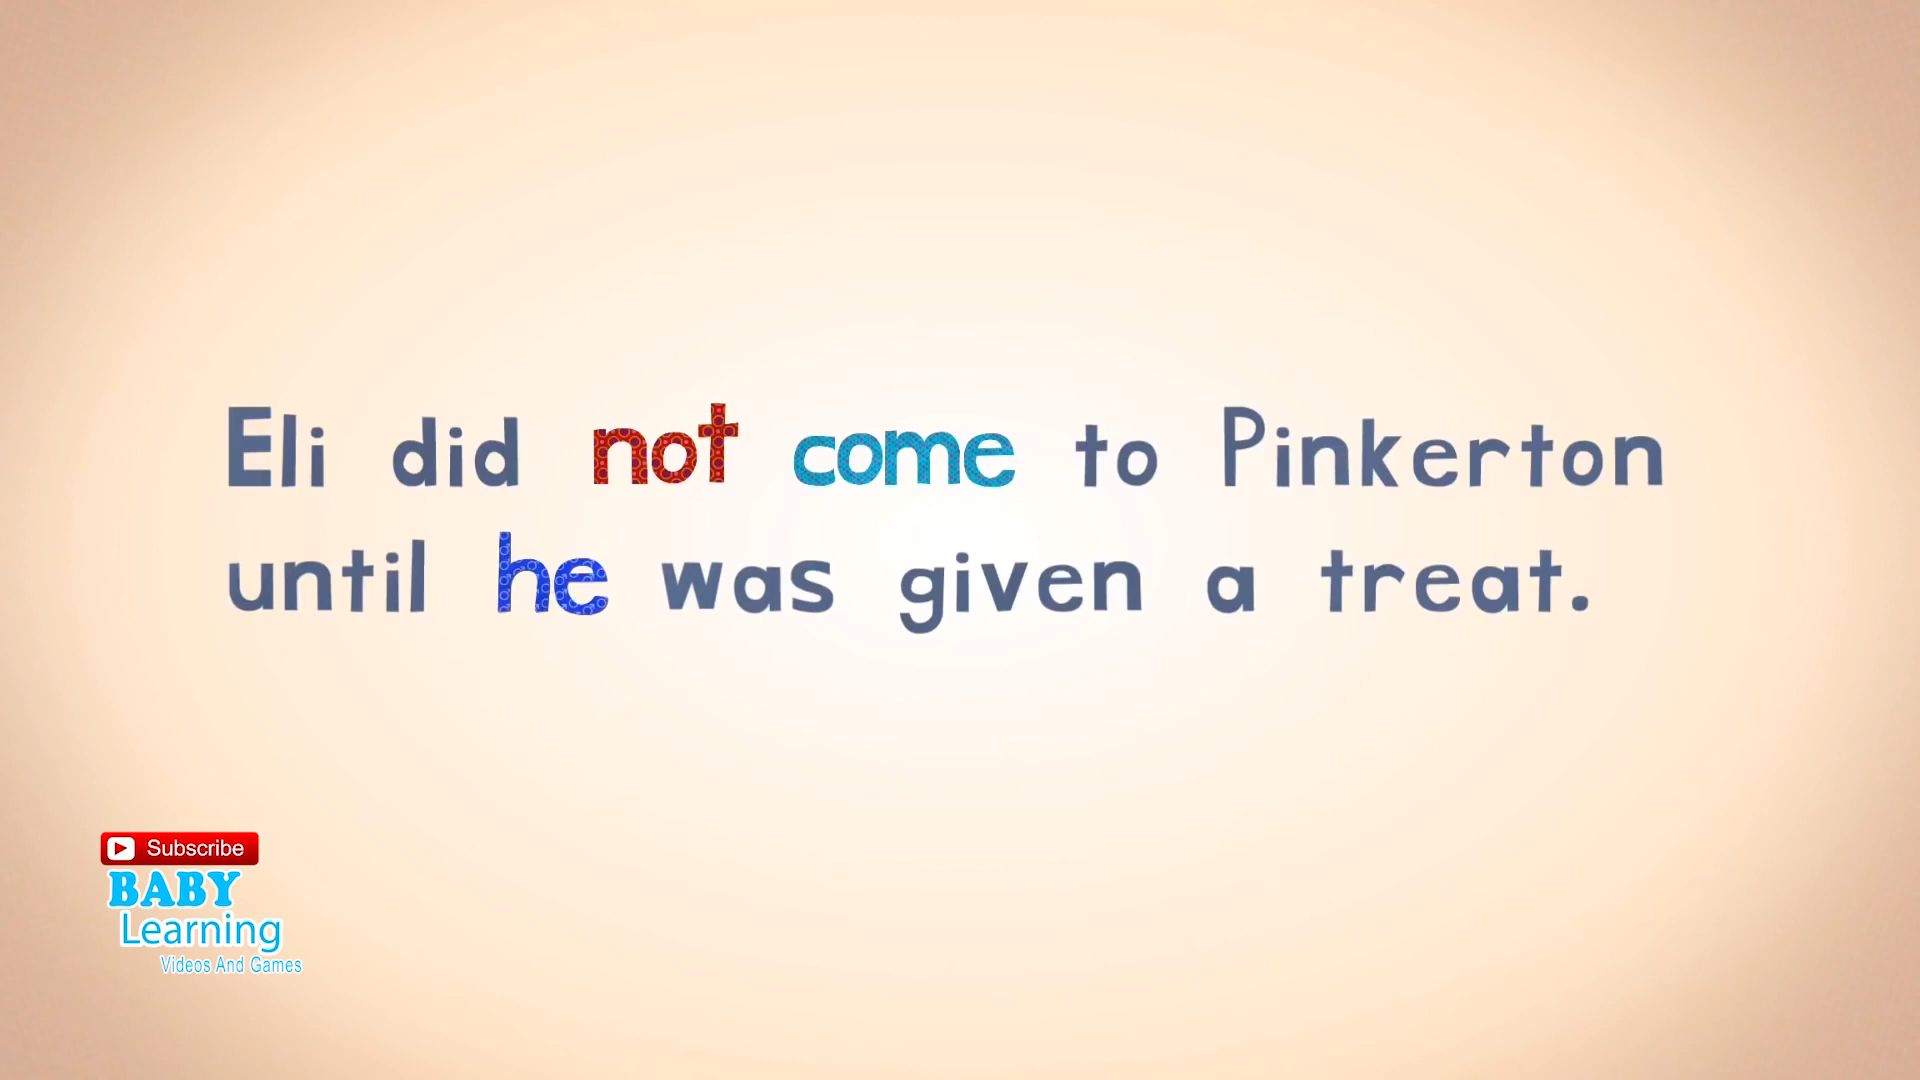 Eli did not come to Pinkerton
until he was given a treat.
Subscribe
BABY
Learning
Videos And Games